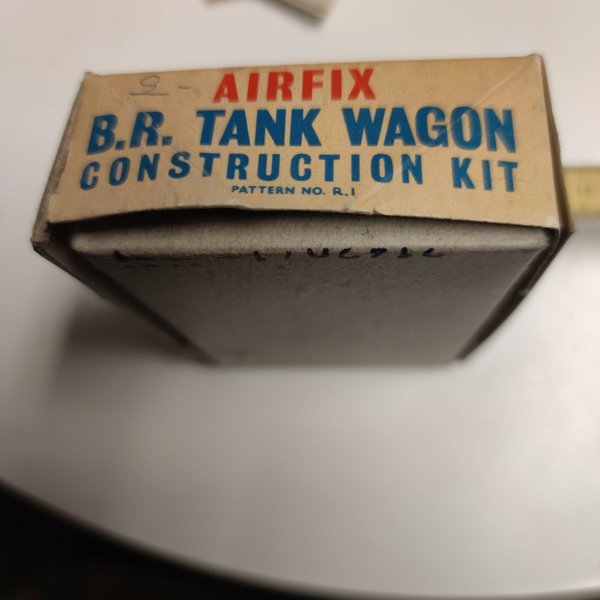 AIRFIX
B.R. TANK WAGON
CONSTRUCTION KIT
PATTERN NO. R.1